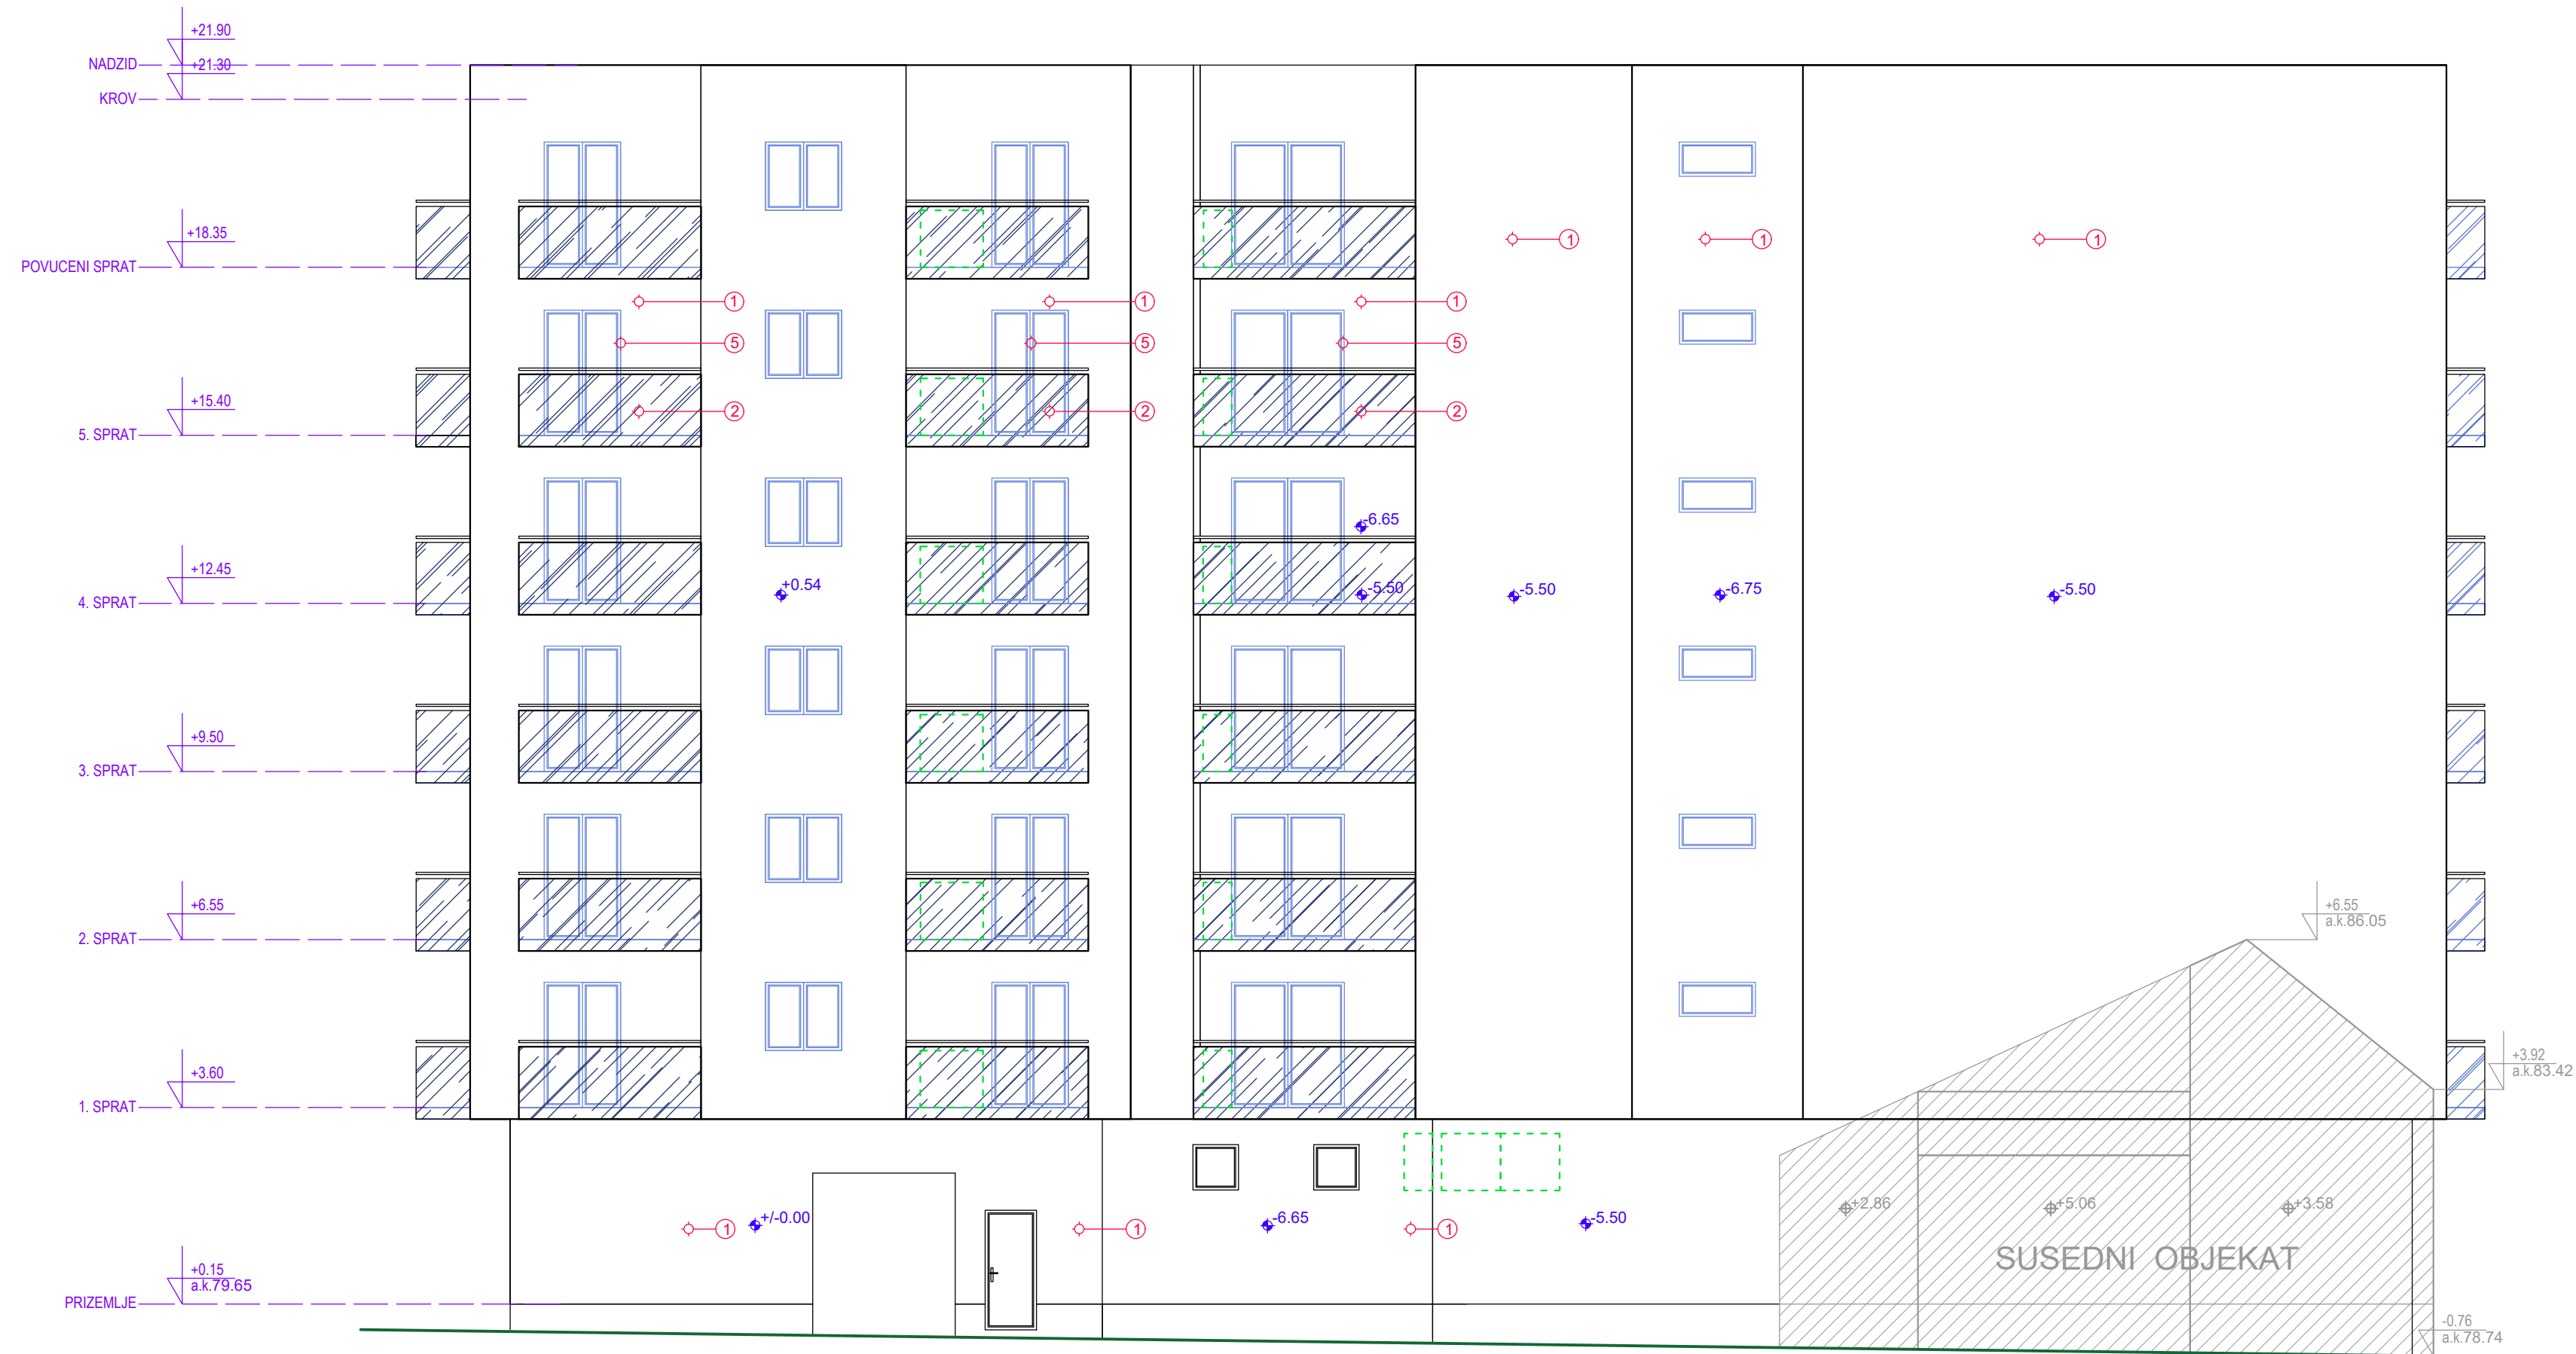 +21.90
NADZID
+21.30
KROV
+18.35
POVUCENI SPRAT
1 1 1
1 1 1
5 5 5
+15.40
2 2 2
5. SPRAT
-6.65
+12.45
+0.54 -5.50 -5.50 -6.75 -5.50
4. SPRAT
+9.50
3. SPRAT
+6.55
+6.55
a.k.86.05
2. SPRAT
+3.92
a.k.83.42
+3.60
1. SPRAT
+2.86 +5.06 +3.58
1 +/-0.00 1 -6.65 1 -5.50
SUSEDNI OBJEKAT
+0.15
a.k.79.65
PRIZEMLJE
-0.76
a.k.78.74